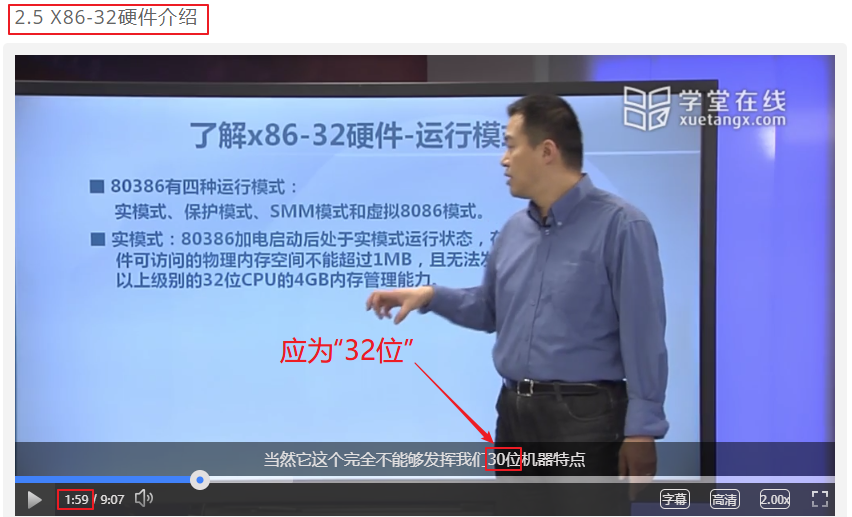 2.5 X86-32硬件介绍
学堂在线
xuetangx.com
了解x86-32硬件-运行模
80386有四种运行模式：
实模式、保护模式、SMM模式和虚拟8086模式。
实模式：80386加电启动后处于实模式运行状态，在
件可访问的物理内存空间不能超过1MB，且无法发
以上级别的32位CPU的4GB内存管理能力。
应为“32位”
当然它这个完全不能够发挥我们30位机器特点
1:59 / 9:07
字幕
高清
2.00x